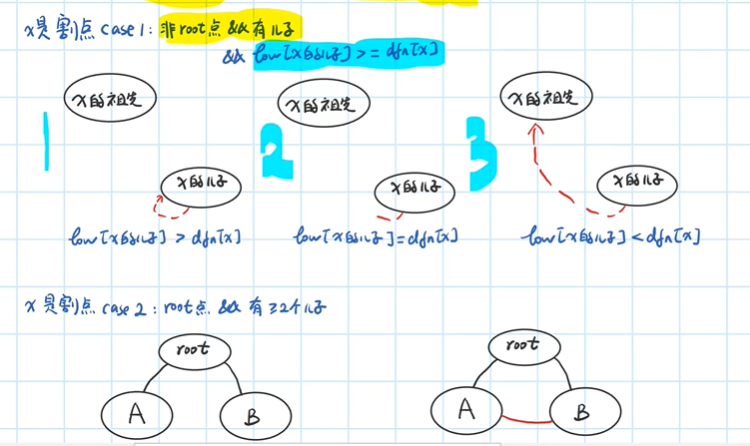 x是割点 case 1: 非root点 && 有儿子
&& low[x的儿子] >= dfn[x]
1
x的祖先
x的儿子
low[x的儿子] > dfn[x]
2
x的祖先
x的儿子
low[x的儿子] = dfn[x]
3
x的祖先
x的儿子
low[x的儿子] < dfn[x]
x是割点 case 2: root点 && 有≥2个儿子
root
A
B
root
A
B